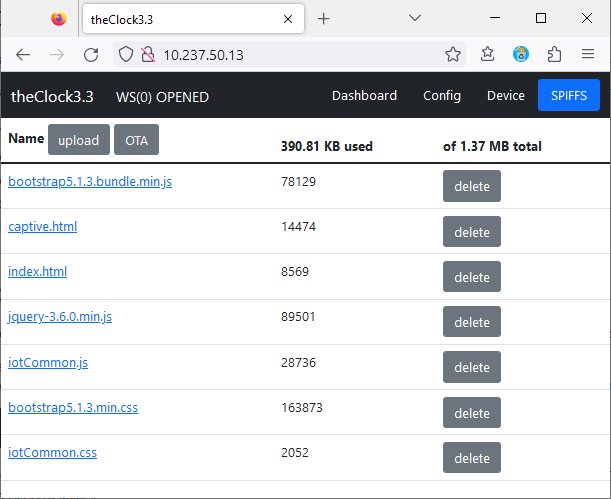 theClock3.3
10.237.50.13
theClock3.3 WS(0) OPENED Dashboard Config Device SPIFFS
Name upload OTA 390.81 KB used of 1.37 MB total
bootstrap5.1.3.bundle.min.js 78129 delete
captive.html 14474 delete
index.html 8569 delete
jquery-3.6.0.min.js 89501 delete
iotCommon.js 28736 delete
bootstrap5.1.3.min.css 163873 delete
iotCommon.css 2052 delete